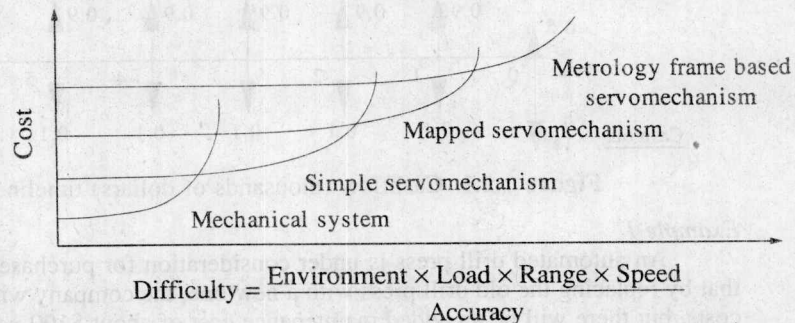 Cost
Metrology frame based
servomechanism
Mapped servomechanism
Simple servomechanism
Mechanical system
Difficulty = Environment × Load × Range × Speed
Accuracy